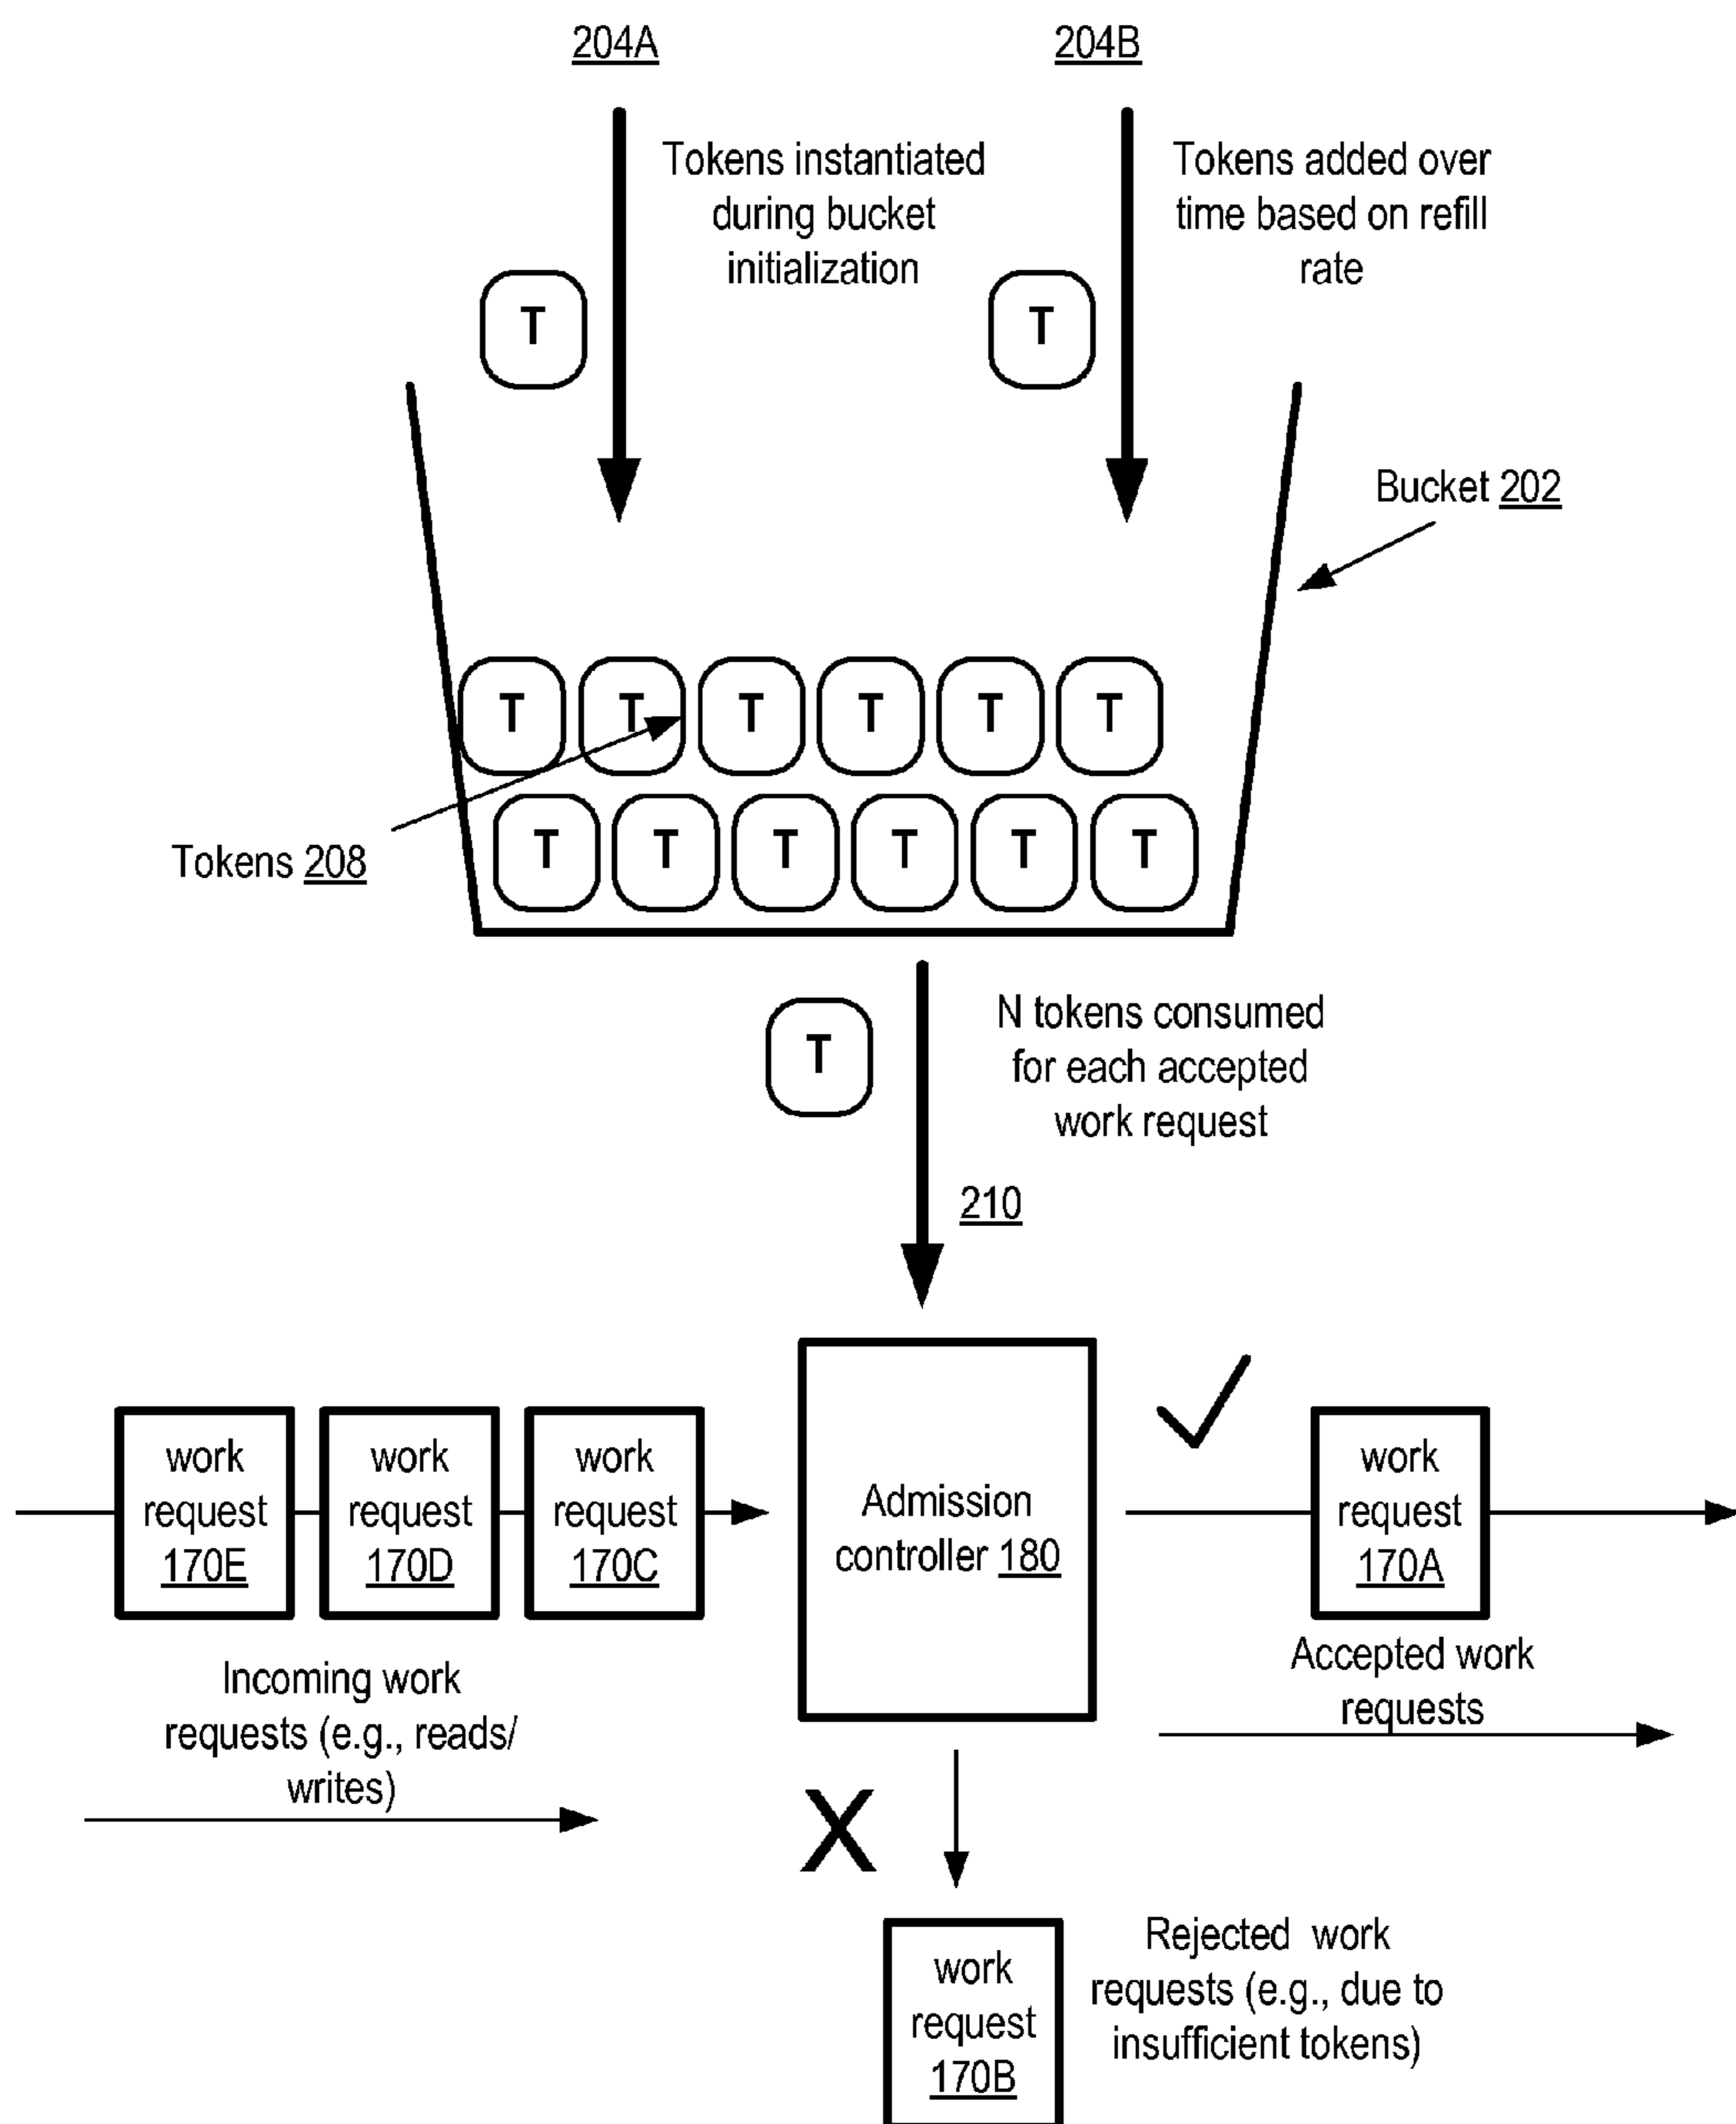 204A
204B
Tokens instantiated
during bucket
initialization
Tokens added over
time based on refill
rate
T
T
Bucket 202
T T T T T T
T T T T T T
Tokens 208
T
N tokens consumed
for each accepted
work request
210
work
request
170E
work
request
170D
work
request
170C
Admission
controller 180
work
request
170A
Incoming work
requests (e.g., reads/
writes)
Accepted work
requests
X
work
request
170B
Rejected work
requests (e.g., due to
insufficient tokens)